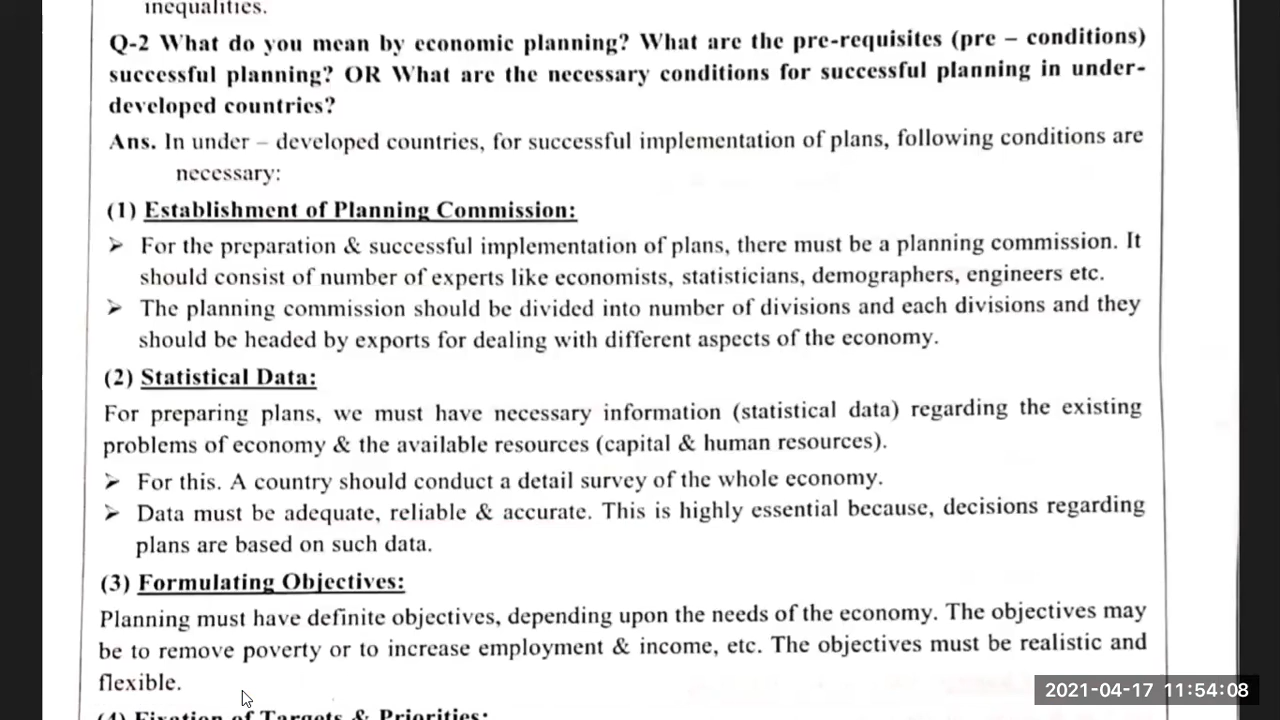 inequalities.
Q-2 What do you mean by economic planning? What are the pre-requisites (pre – conditions)
successful planning? OR What are the necessary conditions for successful planning in under-
developed countries?
Ans. In under – developed countries, for successful implementation of plans, following conditions are
necessary:
(1) Establishment of Planning Commission:
➢ For the preparation & successful implementation of plans, there must be a planning commission. It
should consist of number of experts like economists, statisticians, demographers, engineers etc.
➢ The planning commission should be divided into number of divisions and each divisions and they
should be headed by exports for dealing with different aspects of the economy.
(2) Statistical Data:
For preparing plans, we must have necessary information (statistical data) regarding the existing
problems of economy & the available resources (capital & human resources).
➢ For this. A country should conduct a detail survey of the whole economy.
➢ Data must be adequate, reliable & accurate. This is highly essential because, decisions regarding
plans are based on such data.
(3) Formulating Objectives:
Planning must have definite objectives, depending upon the needs of the economy. The objectives may
be to remove poverty or to increase employment & income, etc. The objectives must be realistic and
flexible.
(4) Fixation of Targets & Priorities:
2021-04-17 11:54:08